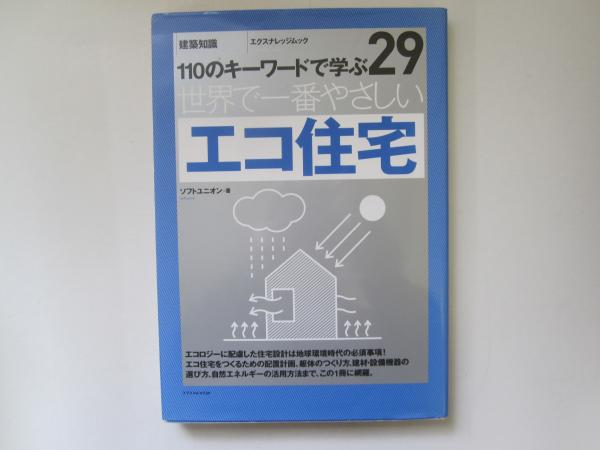 建築知識 エクスナレッジムック
110のキーワードで学ぶ29
世界で一番やさしい
エコ住宅
ソフトユニオン・著
エコロジーに配慮した住宅設計は地球環境時代の必須事項!
エコ住宅をつくるための配置計画、躯体のつくり方、建材・設備機器の
選び方、自然エネルギーの活用方法まで、この1冊に網羅。